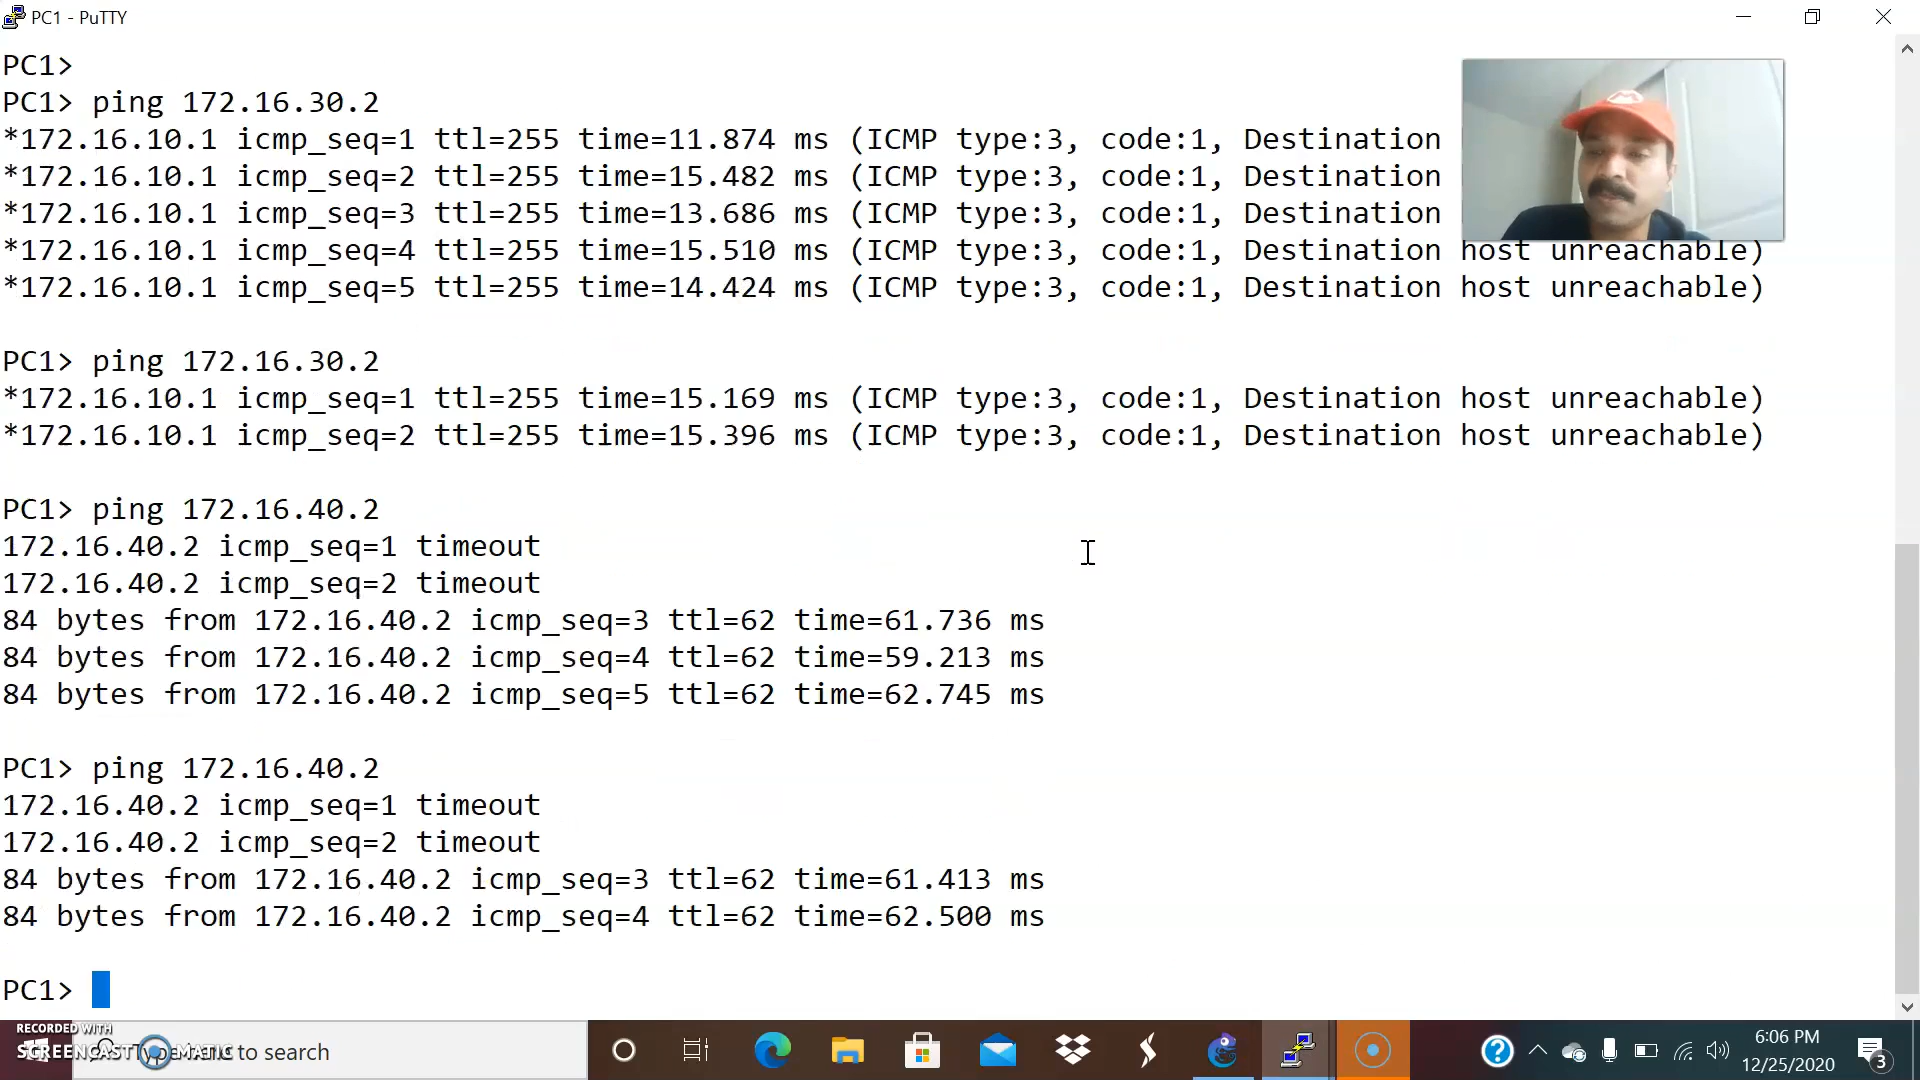 PC1 - PuTTY
PC1>
PC1> ping 172.16.30.2
*172.16.10.1 icmp_seq=1 ttl=255 time=11.874 ms (ICMP type:3, code:1, Destination
*172.16.10.1 icmp_seq=2 ttl=255 time=15.482 ms (ICMP type:3, code:1, Destination
*172.16.10.1 icmp_seq=3 ttl=255 time=13.686 ms (ICMP type:3, code:1, Destination
*172.16.10.1 icmp_seq=4 ttl=255 time=15.510 ms (ICMP type:3, code:1, Destination host unreachable)
*172.16.10.1 icmp_seq=5 ttl=255 time=14.424 ms (ICMP type:3, code:1, Destination host unreachable)
PC1> ping 172.16.30.2
*172.16.10.1 icmp_seq=1 ttl=255 time=15.169 ms (ICMP type:3, code:1, Destination host unreachable)
*172.16.10.1 icmp_seq=2 ttl=255 time=15.396 ms (ICMP type:3, code:1, Destination host unreachable)
PC1> ping 172.16.40.2
172.16.40.2 icmp_seq=1 timeout
172.16.40.2 icmp_seq=2 timeout
84 bytes from 172.16.40.2 icmp_seq=3 ttl=62 time=61.736 ms
84 bytes from 172.16.40.2 icmp_seq=4 ttl=62 time=59.213 ms
84 bytes from 172.16.40.2 icmp_seq=5 ttl=62 time=62.745 ms
PC1> ping 172.16.40.2
172.16.40.2 icmp_seq=1 timeout
172.16.40.2 icmp_seq=2 timeout
84 bytes from 172.16.40.2 icmp_seq=3 ttl=62 time=61.413 ms
84 bytes from 172.16.40.2 icmp_seq=4 ttl=62 time=62.500 ms
PC1>
RECORDED WITH
SCREENCAST MATIC
to search
6:06 PM
12/25/2020
3